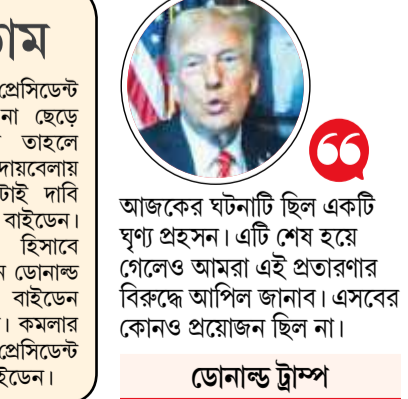 প্রেসিডেন্ট
না ছেড়ে
তাহলে
দাবি
বাইডেন।
হিসাবে
ডোনাল্ড
বাইডেন
কমলার
প্রেসিডেন্ট
আজকের ঘটনাটি ছিল একটি
ঘৃণ্য প্রহসন। এটি শেষ হয়ে
গেলেও আমরা এই প্রতারণার
বিরুদ্ধে আপিল জানাব। এসবের
কোনও প্রয়োজন ছিল না।
ডোনাল্ড ট্রাম্প